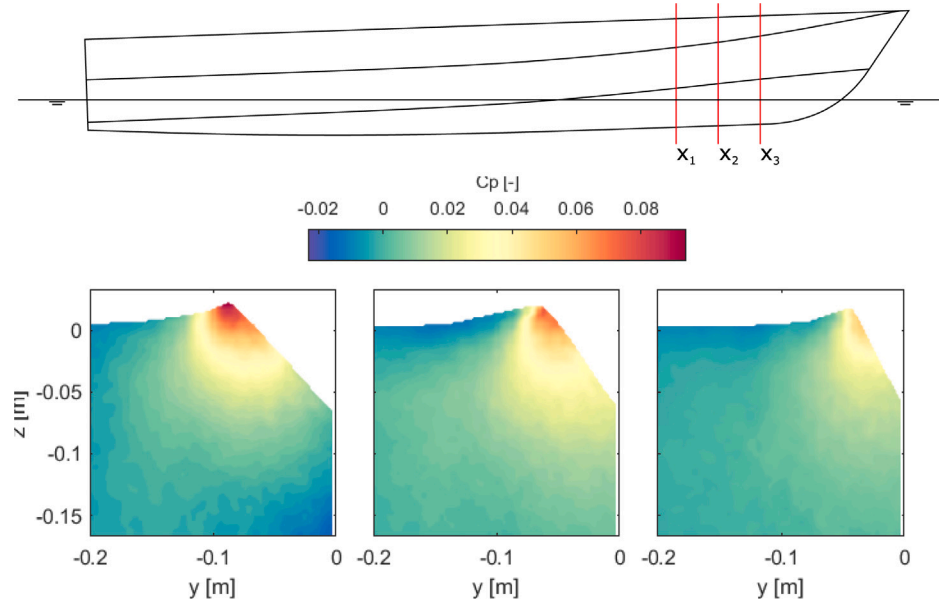 x₁ x₂ x₃
Cp [-]
-0.02 0 0.02 0.04 0.06 0.08
0
-0.05
-0.1
-0.15
z [m]
-0.2 -0.1 0 -0.2 -0.1 0 -0.2 -0.1 0
y [m] y [m] y [m]